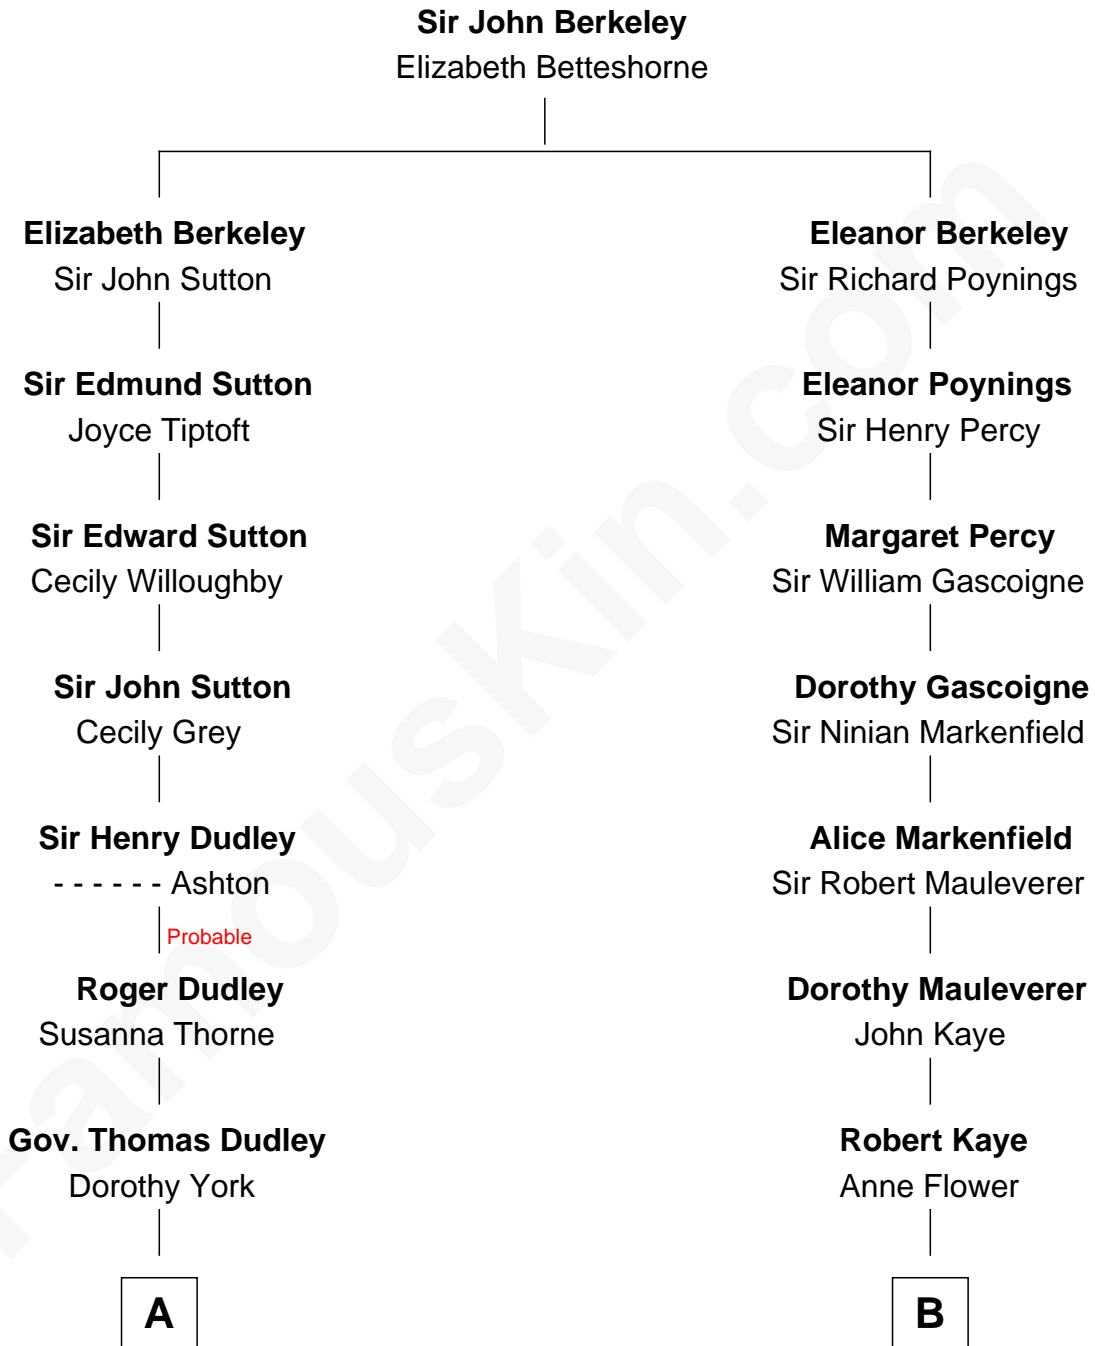 Sir John Berkeley
Elizabeth Betteshorne
Elizabeth Berkeley
Sir John Sutton
Eleanor Berkeley
Sir Richard Poynings
Sir Edmund Sutton
Joyce Tiptoft
Eleanor Poynings
Sir Henry Percy
Sir Edward Sutton
Cecily Willoughby
Margaret Percy
Sir William Gascoigne
Sir John Sutton
Cecily Grey
Dorothy Gascoigne
Sir Ninian Markenfield
Sir Henry Dudley
- - - - - - Ashton
Probable
Alice Markenfield
Sir Robert Mauleverer
Roger Dudley
Susanna Thorne
Dorothy Mauleverer
John Kaye
Gov. Thomas Dudley
Dorothy York
Robert Kaye
Anne Flower
A
B
FamousKin.com